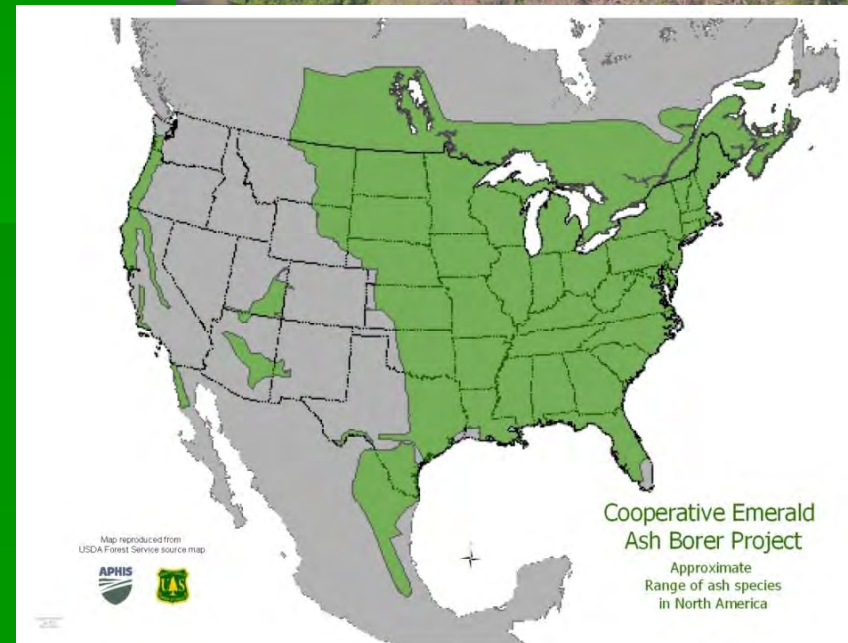 Cooperative Emerald
Ash Borer Project
Approximate
Range of ash species
in North America
Map reproduced from
USDA Forest Service source map
APHIS
UAS